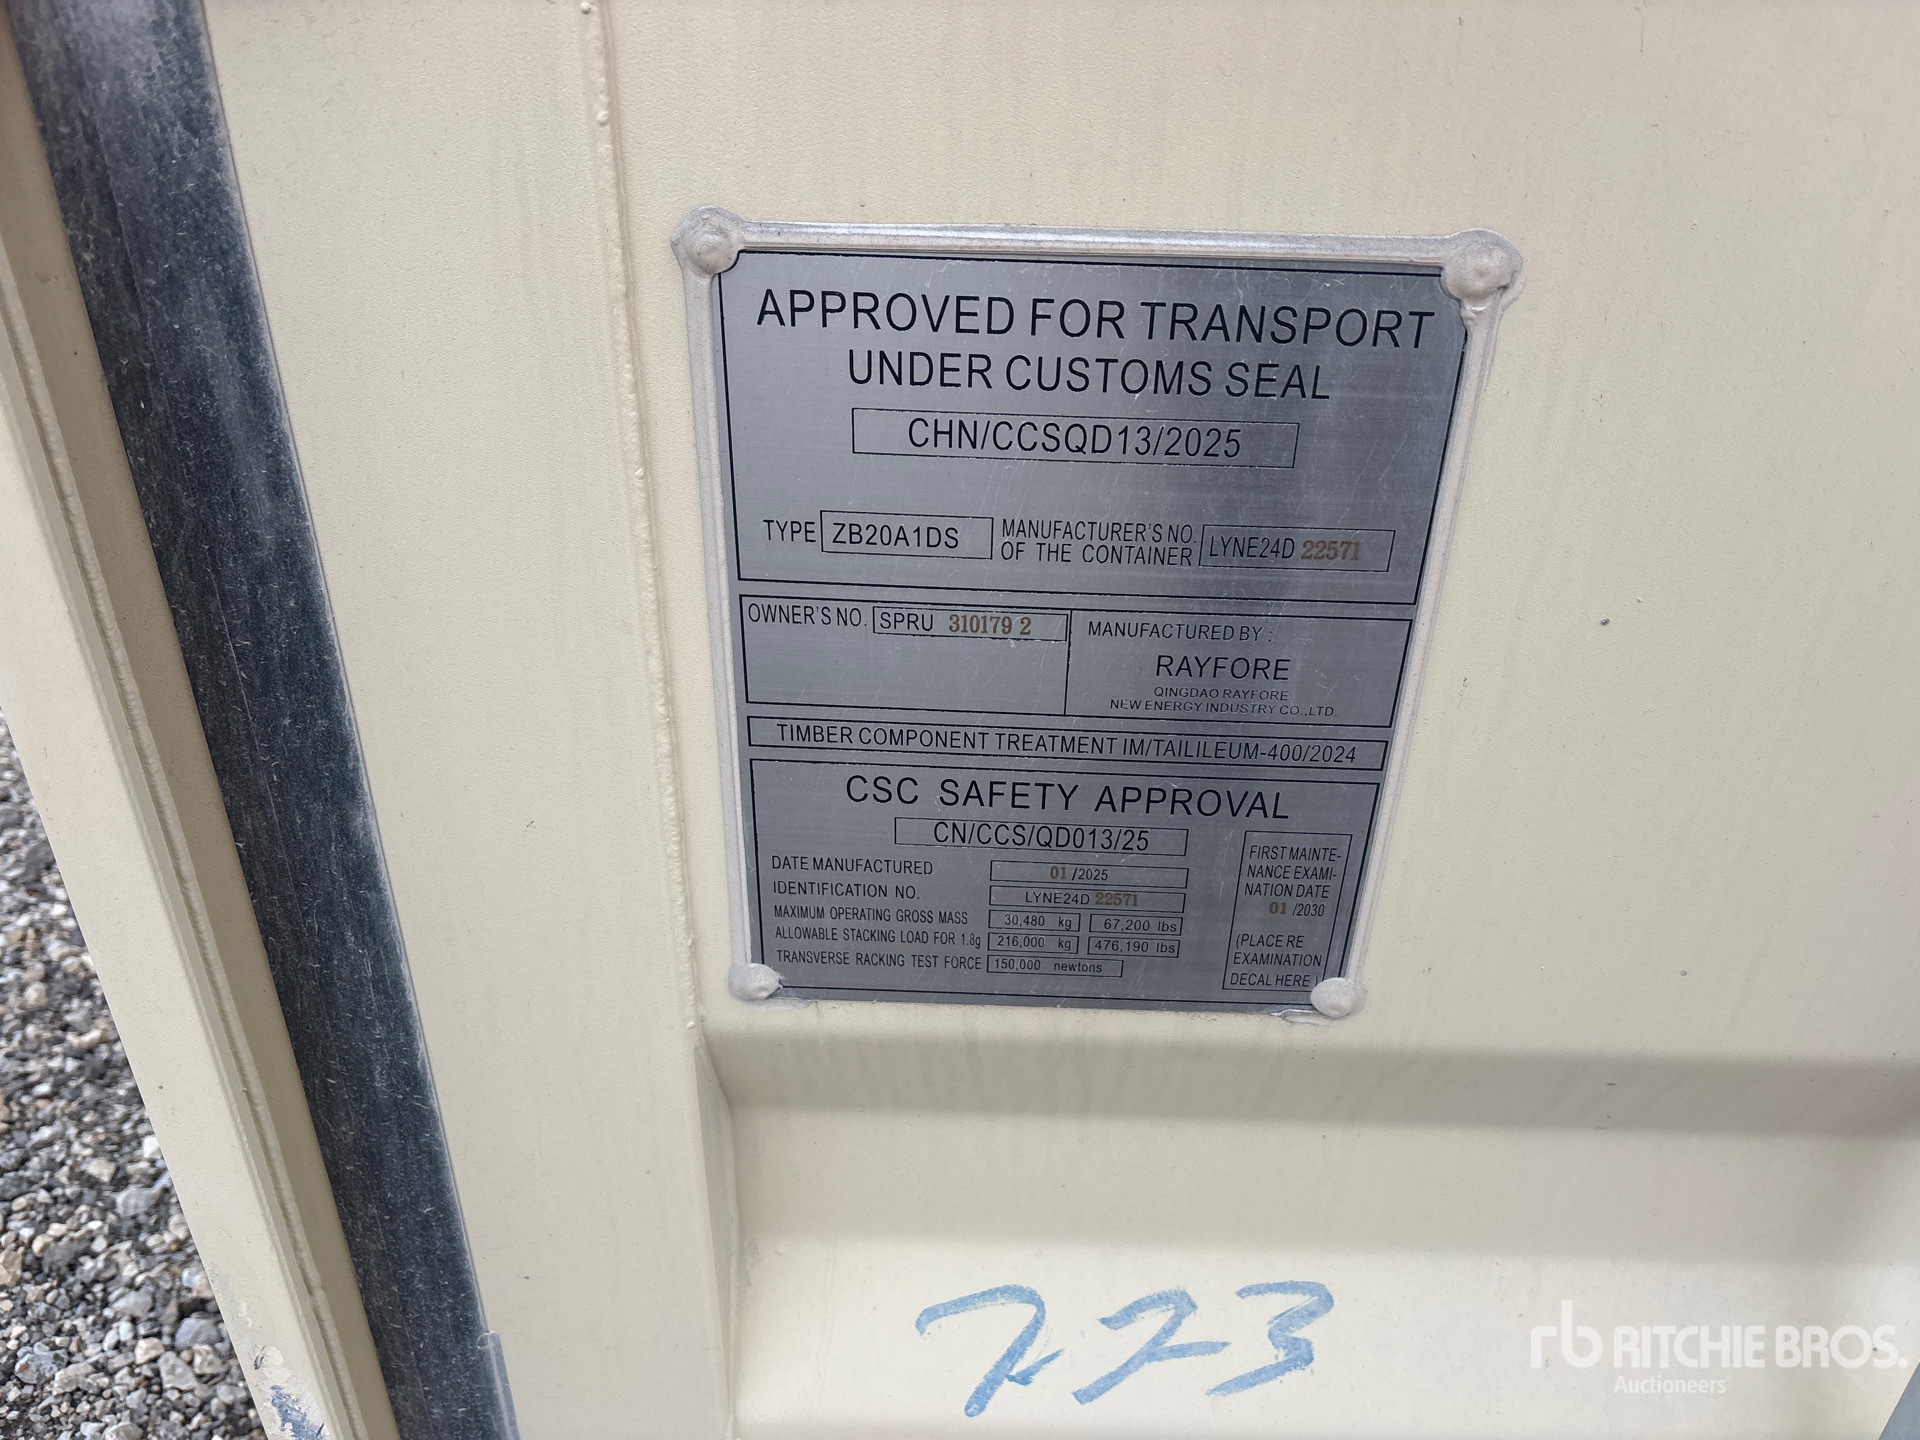 APPROVED FOR TRANSPORT
UNDER CUSTOMS SEAL
CHN/CCSQD13/2025
TYPE ZB20A1DS MANUFACTURER'S NO. OF THE CONTAINER LYNE24D 22571
OWNER'S NO. SPRU 310179 2
MANUFACTURED BY :
RAYFORE
QINGDAO RAYFORE
NEW ENERGY INDUSTRY CO.,LTD.
TIMBER COMPONENT TREATMENT IM/TAILILEUM-400/2024
CSC SAFETY APPROVAL
CN/CCS/QD013/25
DATE MANUFACTURED 01 /2025
IDENTIFICATION NO. LYNE24D 22571
MAXIMUM OPERATING GROSS MASS 30,480 kg 67,200 lbs
ALLOWABLE STACKING LOAD FOR 1.8g 216,000 kg 476,190 lbs
TRANSVERSE RACKING TEST FORCE 150,000 newtons
FIRST MAINTE-
NANCE EXAMI-
NATION DATE
01 /2030
(PLACE RE
EXAMINATION
DECAL HERE )
223
rb RITCHIE BROS.
Auctioneers